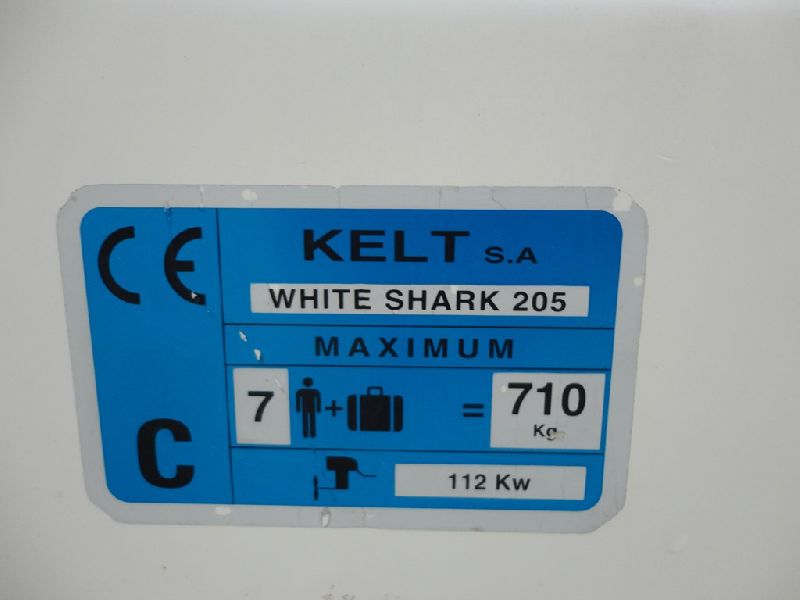 CE
KELT S.A
WHITE SHARK 205
MAXIMUM
7 + = 710
Kg
C
112 Kw